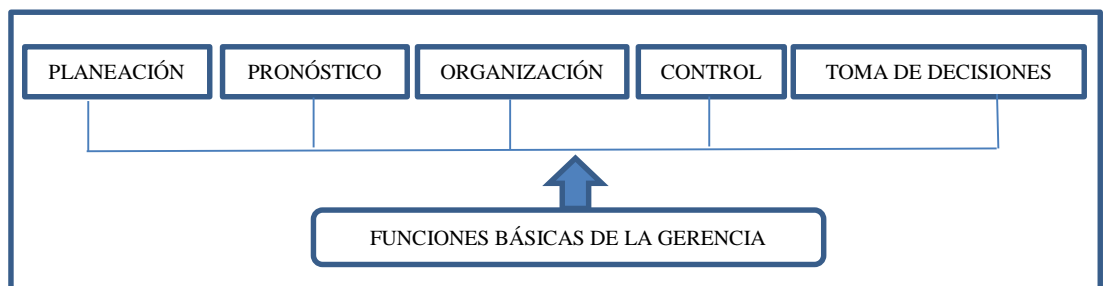 PLANEACIÓN
PRONÓSTICO
ORGANIZACIÓN
CONTROL
TOMA DE DECISIONES
FUNCIONES BÁSICAS DE LA GERENCIA